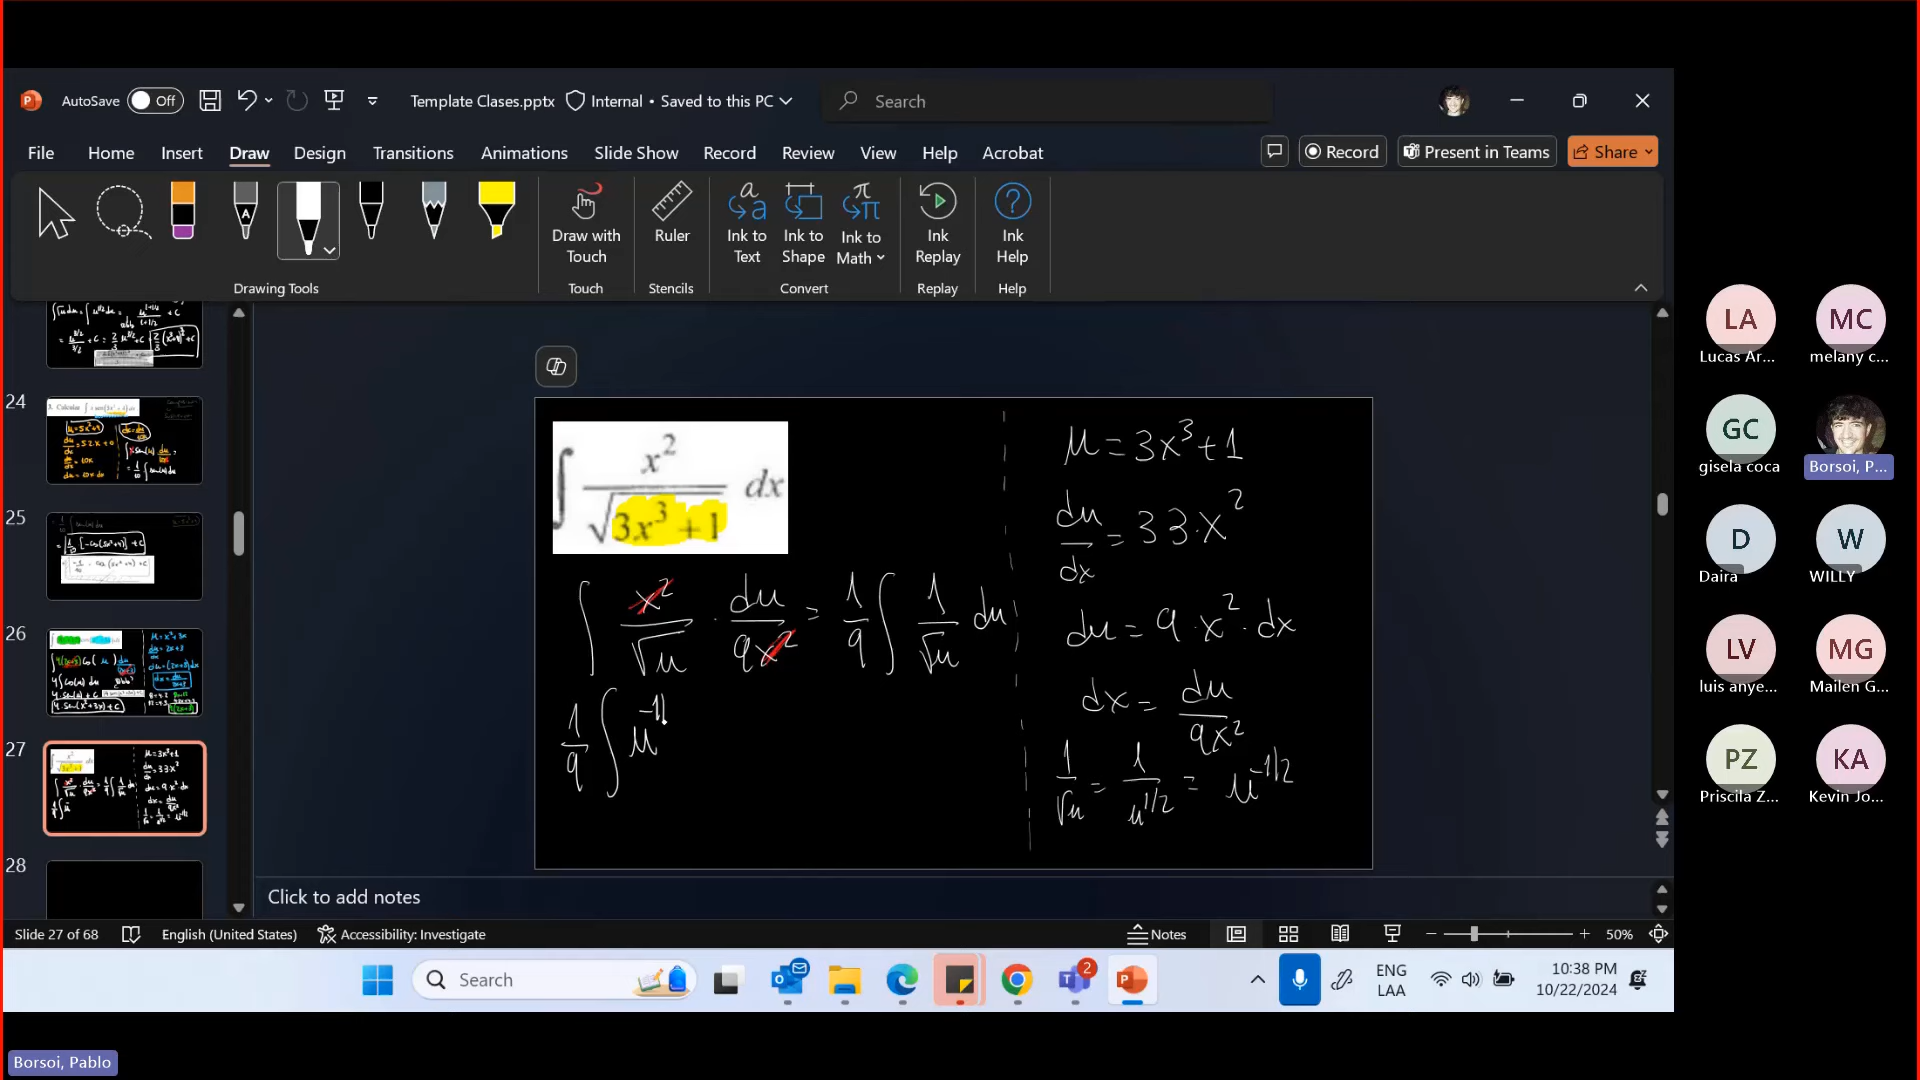 AutoSave Off Template Clases.pptx Internal • Saved to this PC Search
File Home Insert Draw Design Transitions Animations Slide Show Record Review View Help Acrobat Record Present in Teams Share
Draw with Touch
Ruler
Ink to Text
Ink to Shape
Ink to Math
Ink Replay
Ink Help
Drawing Tools Touch Stencils Convert Replay Help
24
25
26
27
28
∫ x² / √(3x³ + 1) dx
∫ x²/√u · du/9x² = 1/9 ∫ 1/√u du
1/9 ∫ u^-1
u = 3x³ + 1
du/dx = 33·x²
du = 9·x²·dx
dx = du/9x²
1/√u = 1/u^1/2 = u^-1/2
Click to add notes
Slide 27 of 68 English (United States) Accessibility: Investigate Notes 50%
Search
2
ENG
LAA
10:38 PM
10/22/2024
LA
Lucas Ar...
MC
melany c...
GC
gisela coca
Borsoi, P...
D
Daira
W
WILLY
LV
luis anye...
MG
Mailen G...
PZ
Priscila Z...
KA
Kevin Jo...
Borsoi, Pablo